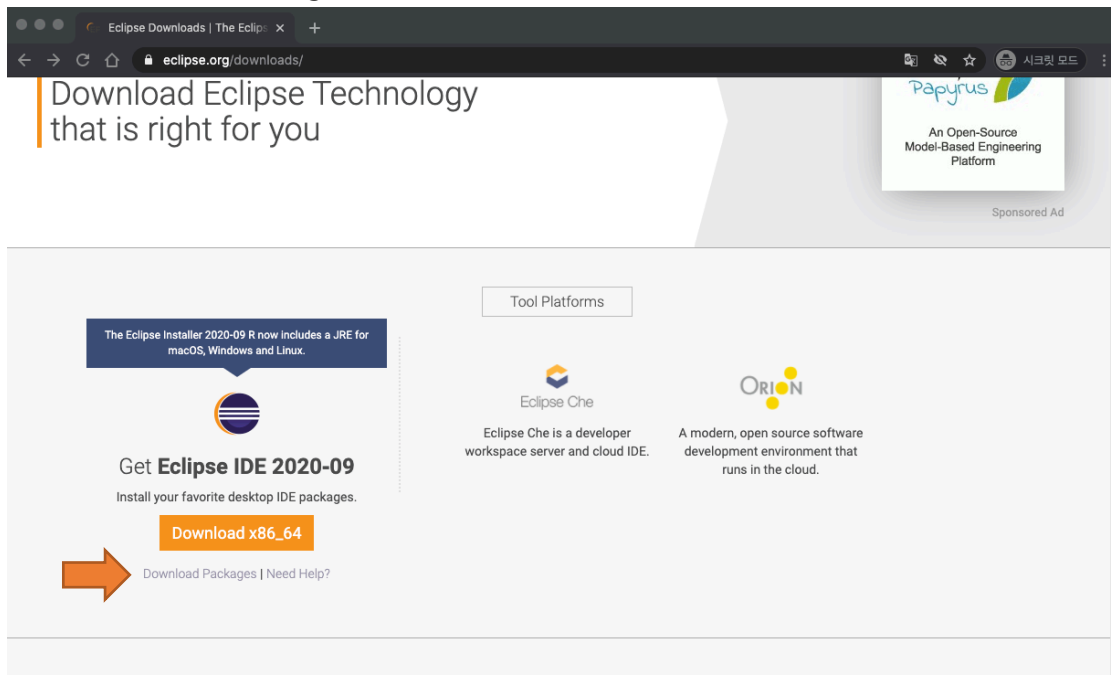 Eclipse Downloads | The Eclips
eclipse.org/downloads/
시크릿 모드
Download Eclipse Technology
that is right for you
Papyrus
An Open-Source
Model-Based Engineering
Platform
Sponsored Ad
Tool Platforms
The Eclipse Installer 2020-09 R now includes a JRE for
macOS, Windows and Linux.
Get Eclipse IDE 2020-09
Install your favorite desktop IDE packages.
Download x86_64
Download Packages | Need Help?
Eclipse Che
Eclipse Che is a developer
workspace server and cloud IDE.
ORION
A modern, open source software
development environment that
runs in the cloud.